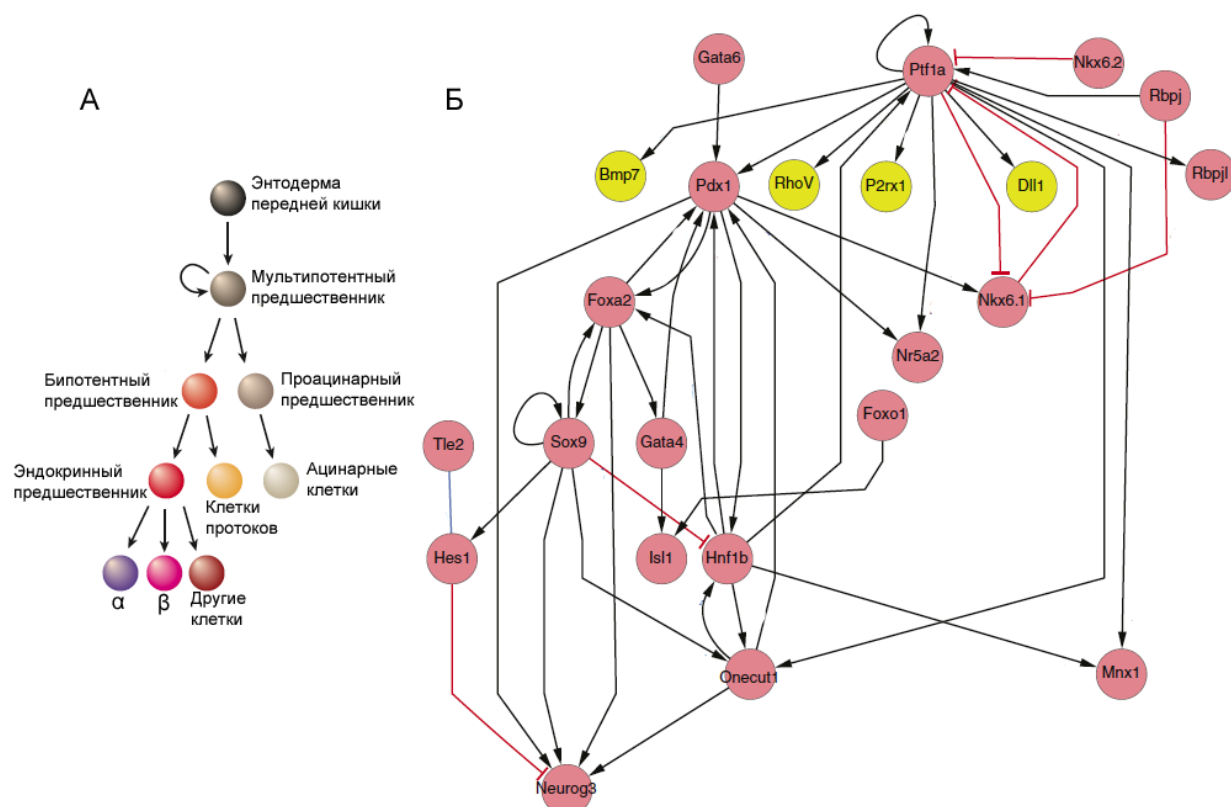 А
Б
Энтодерма
передней кишки
Мультипотентный
предшественник
Бипотентный
предшественник
Проацинарный
предшественник
Эндокринный
предшественник
Клетки
протоков
Ацинарные
клетки
α
β
Другие
клетки
Gata6
Ptf1a
Nkx6.2
Rbpj
Bmp7
Pdx1
RhoV
P2rx1
Dll1
Rbpjl
Foxa2
Nkx6.1
Nr5a2
Foxo1
Tle2
Sox9
Gata4
Hes1
Isl1
Hnf1b
Onecut1
Mnx1
Neurog3